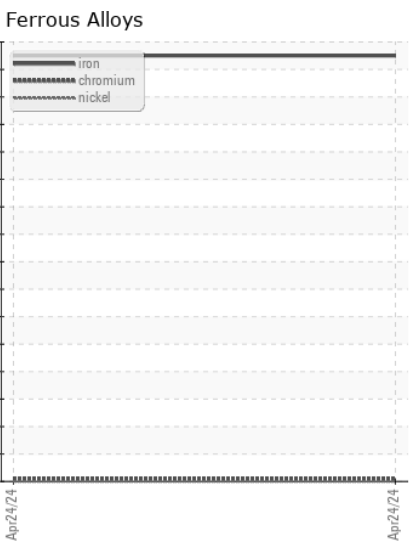 Ferrous Alloys
iron
chromium
nickel
Apr24/24
Apr24/24